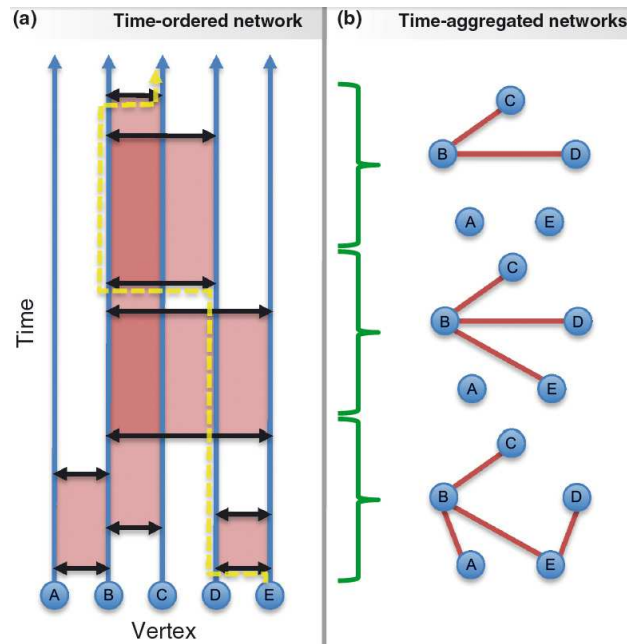 (a) Time-ordered network
(b) Time-aggregated networks
Time
A B C D E
Vertex
C
B D
A E
C
B D
A E
C
B D
A E